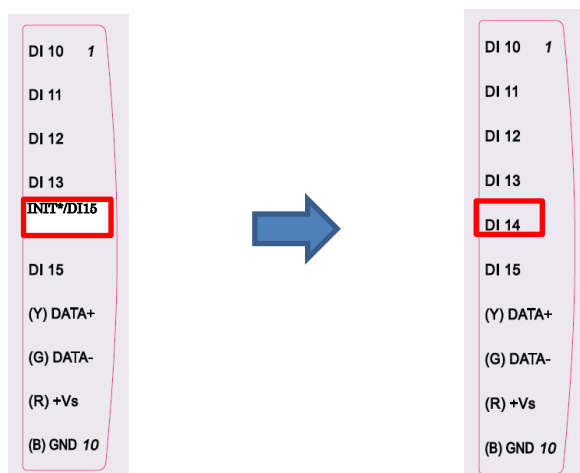 DI 10 1
DI 11
DI 12
DI 13
INIT*/DI15
DI 15
(Y) DATA+
(G) DATA-
(R) +Vs
(B) GND 10
DI 10 1
DI 11
DI 12
DI 13
DI 14
DI 15
(Y) DATA+
(G) DATA-
(R) +Vs
(B) GND 10